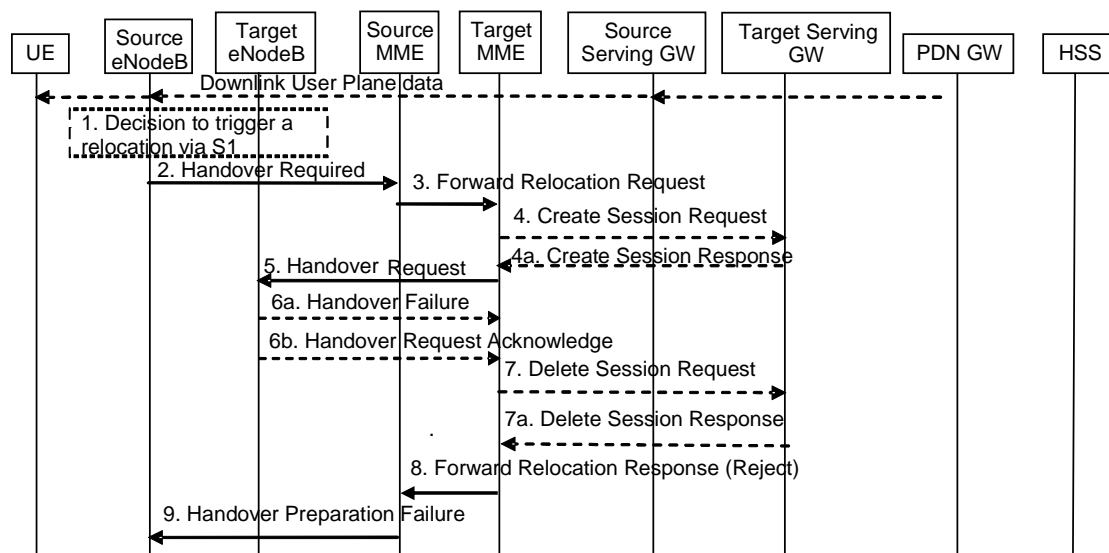 UE
Source
eNodeB
Target
eNodeB
Source
MME
Target
MME
Source
Serving GW
Target Serving
GW
PDN GW
HSS
Downlink User Plane data
1. Decision to trigger a
relocation via S1
2. Handover Required
3. Forward Relocation Request
4. Create Session Request
4a. Create Session Response
5. Handover Request
6a. Handover Failure
6b. Handover Request Acknowledge
7. Delete Session Request
7a. Delete Session Response
.
8. Forward Relocation Response (Reject)
9. Handover Preparation Failure